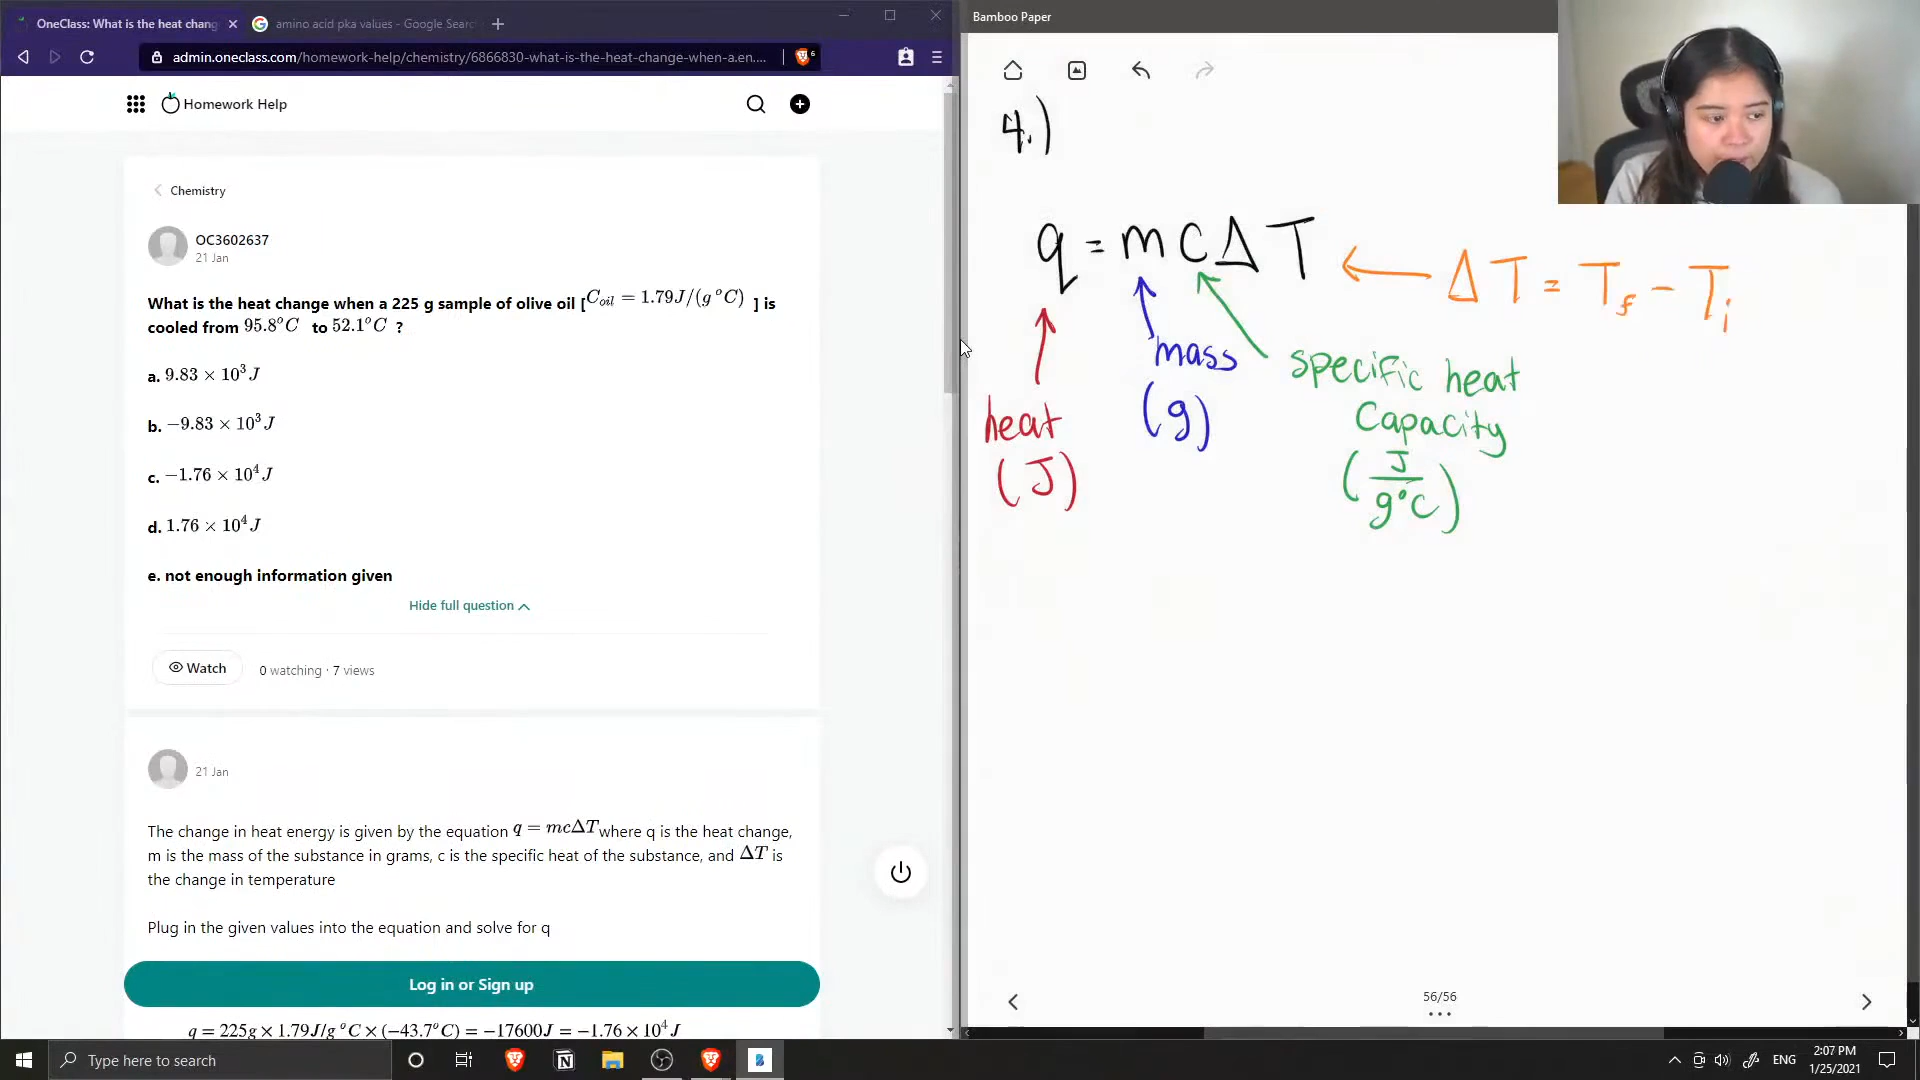 OneClass: What is the heat chang
amino acid pka values - Google Searc
Bamboo Paper
admin.oneclass.com/homework-help/chemistry/6866830-what-is-the-heat-change-when-a.en....
6
Homework Help
Chemistry
OC3602637
21 Jan
What is the heat change when a 225 g sample of olive oil [C_oil = 1.79J/(g°C) ] is
cooled from 95.8°C to 52.1°C ?
a. 9.83 × 10³ J
b. −9.83 × 10³ J
c. −1.76 × 10⁴ J
d. 1.76 × 10⁴ J
e. not enough information given
Hide full question
Watch
0 watching · 7 views
21 Jan
The change in heat energy is given by the equation q = mcΔT where q is the heat change,
m is the mass of the substance in grams, c is the specific heat of the substance, and ΔT is
the change in temperature
Plug in the given values into the equation and solve for q
Log in or Sign up
q = 225g × 1.79J/g°C × (−43.7°C) = −17600J = −1.76 × 10⁴ J
4.)
q = mcΔT ← ΔT = Tf − Ti
heat
(J)
mass
(g)
specific heat
Capacity
(J/g°C)
56/56
Type here to search
ENG
2:07 PM
1/25/2021